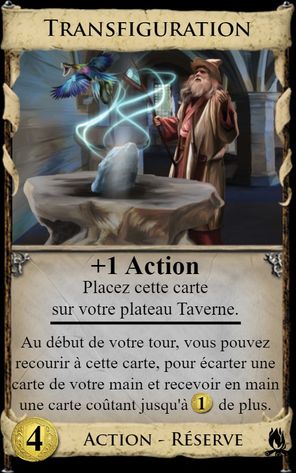 TRANSFIGURATION
+1 Action
Placez cette carte
sur votre plateau Taverne.
Au début de votre tour, vous pouvez
recourir à cette carte, pour écarter une
carte de votre main et recevoir en main
une carte coûtant jusqu'à 1 de plus.
4 ACTION - RÉSERVE